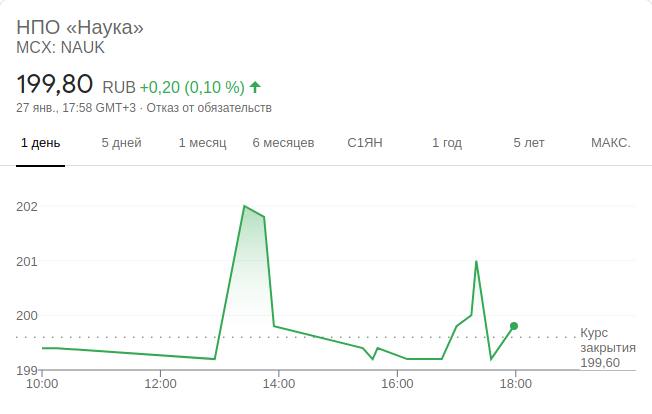 НПО «Наука»
MCX: NAUK
199,80 RUB +0,20 (0,10 %)
27 янв., 17:58 GMT+3 · Отказ от обязательств
1 день 5 дней 1 месяц 6 месяцев С1ЯН 1 год 5 лет МАКС.
202
201
200
199
Курс
закрытия
199,60
10:00 12:00 14:00 16:00 18:00